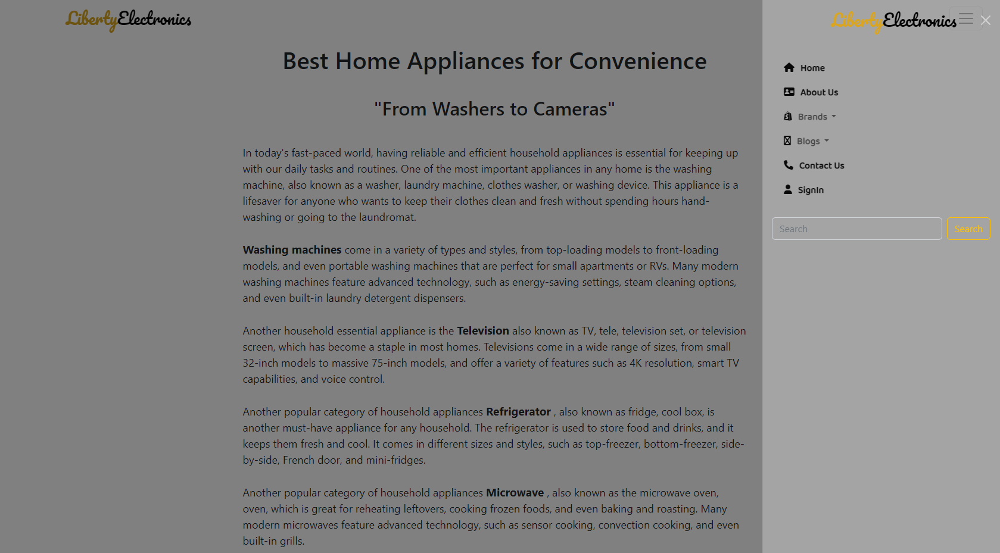 LibertyElectronics
Best Home Appliances for Convenience
"From Washers to Cameras"
In today's fast-paced world, having reliable and efficient household appliances is essential for keeping up
with our daily tasks and routines. One of the most important appliances in any home is the washing
machine, also known as a washer, laundry machine, clothes washer, or washing device. This appliance is a
lifesaver for anyone who wants to keep their clothes clean and fresh without spending hours hand-
washing or going to the laundromat.
Washing machines come in a variety of types and styles, from top-loading models to front-loading
models, and even portable washing machines that are perfect for small apartments or RVs. Many modern
washing machines feature advanced technology, such as energy-saving settings, steam cleaning options,
and even built-in laundry detergent dispensers.
Another household essential appliance is the Television also known as TV, tele, television set, or television
screen, which has become a staple in most homes. Televisions come in a wide range of sizes, from small
32-inch models to massive 75-inch models, and offer a variety of features such as 4K resolution, smart TV
capabilities, and voice control.
Another popular category of household appliances Refrigerator , also known as fridge, cool box, is
another must-have appliance for any household. The refrigerator is used to store food and drinks, and it
keeps them fresh and cool. It comes in different sizes and styles, such as top-freezer, bottom-freezer, side-
by-side, French door, and mini-fridges.
Another popular category of household appliances Microwave , also known as the microwave oven,
oven, which is great for reheating leftovers, cooking frozen foods, and even baking and roasting. Many
modern microwaves feature advanced technology, such as sensor cooking, convection cooking, and even
built-in grills.
LibertyElectronics
Home
About Us
Brands
Blogs
Contact Us
SignIn
Search
Search